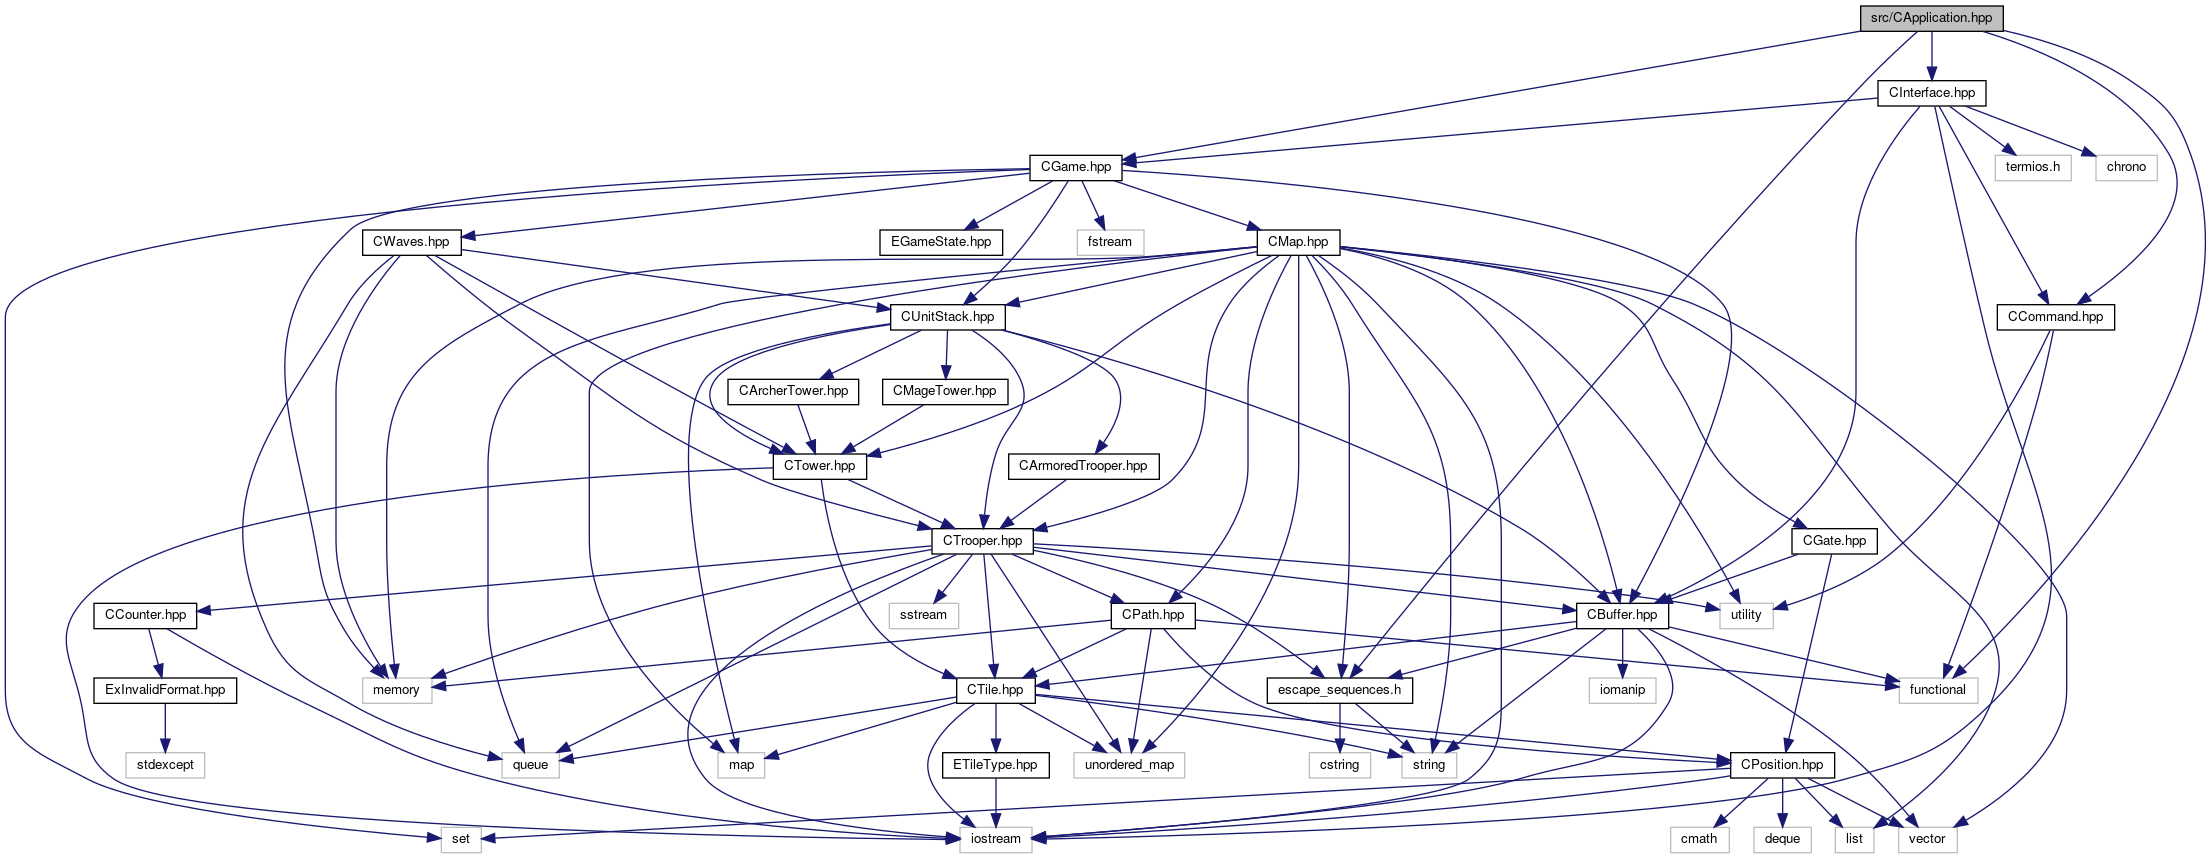 src/CApplication.hpp
CInterface.hpp
CGame.hpp
termios.h
chrono
CWaves.hpp
EGameState.hpp
fstream
CMap.hpp
CUnitStack.hpp
CCommand.hpp
CArcherTower.hpp
CMageTower.hpp
CTower.hpp
CArmoredTrooper.hpp
CTrooper.hpp
CGate.hpp
CCounter.hpp
sstream
CPath.hpp
CBuffer.hpp
utility
ExInvalidFormat.hpp
memory
CTile.hpp
escape_sequences.h
iomanip
functional
stdexcept
queue
map
ETileType.hpp
unordered_map
cstring
string
CPosition.hpp
set
iostream
cmath
deque
list
vector